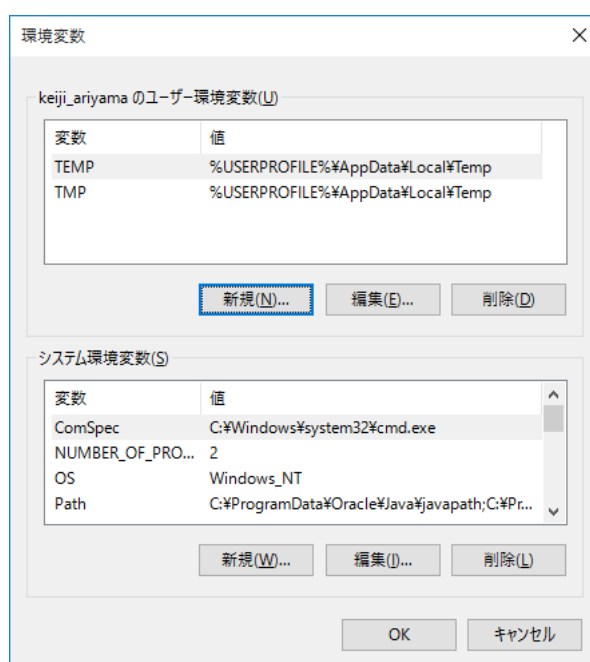 環境変数
keiji_ariyama のユーザー環境変数(U)
変数 値
TEMP %USERPROFILE%¥AppData¥Local¥Temp
TMP %USERPROFILE%¥AppData¥Local¥Temp
新規(N)... 編集(E)... 削除(D)
システム環境変数(S)
変数 値
ComSpec C:¥Windows¥system32¥cmd.exe
NUMBER_OF_PRO... 2
OS Windows_NT
Path C:¥ProgramData¥Oracle¥Java¥javapath;C:¥Pr...
新規(W)... 編集(I)... 削除(L)
OK キャンセル